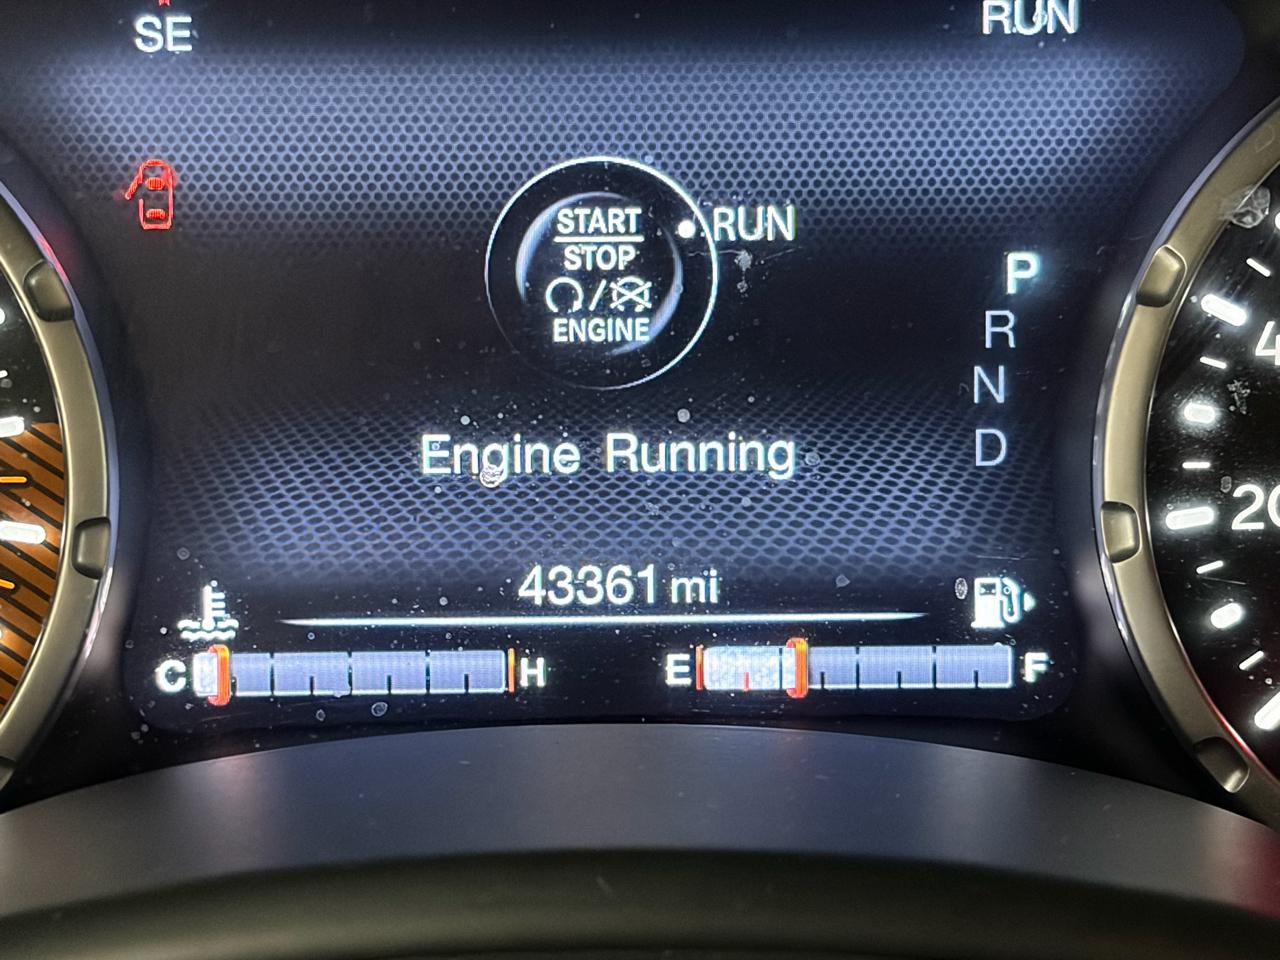 SE
RUN
START
STOP
RUN
ENGINE
P
R
N
D
Engine Running
43361 mi
C
H
E
F